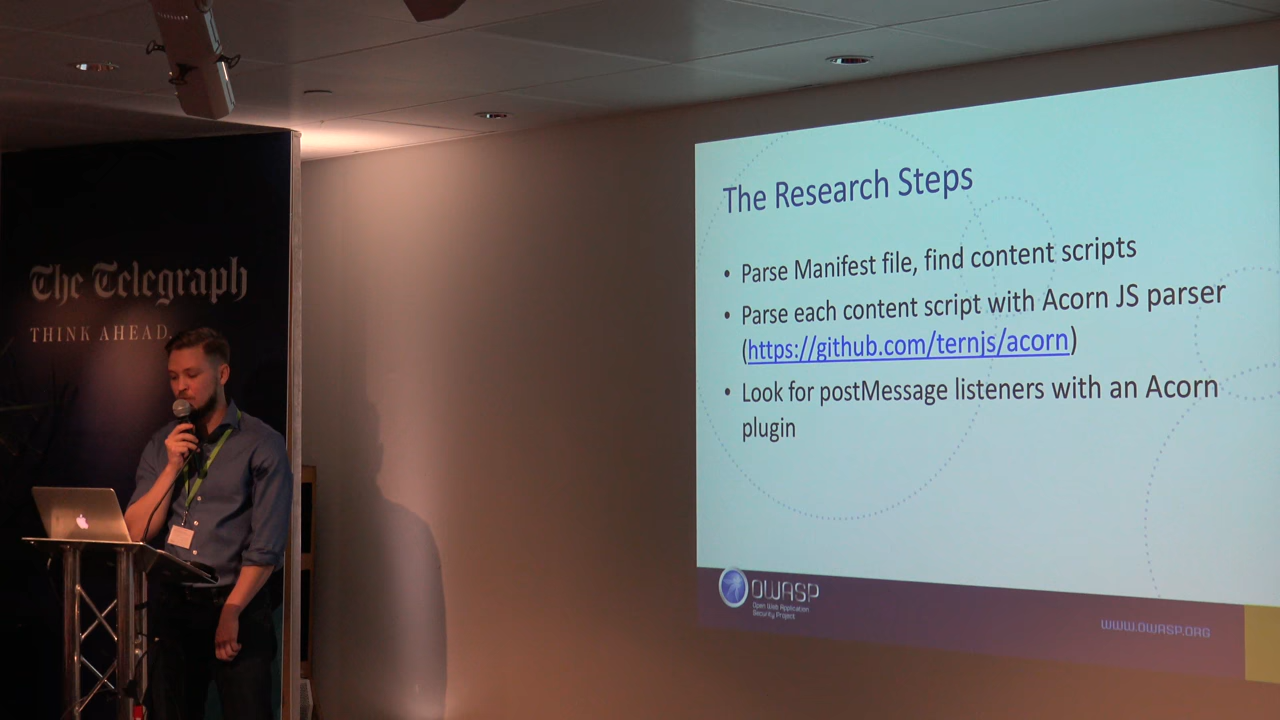 The Telegraph
THINK AHEAD.
The Research Steps
• Parse Manifest file, find content scripts
• Parse each content script with Acorn JS parser
(https://github.com/ternjs/acorn)
• Look for postMessage listeners with an Acorn
plugin
OWASP
Open Web Application
Security Project
WWW.OWASP.ORG